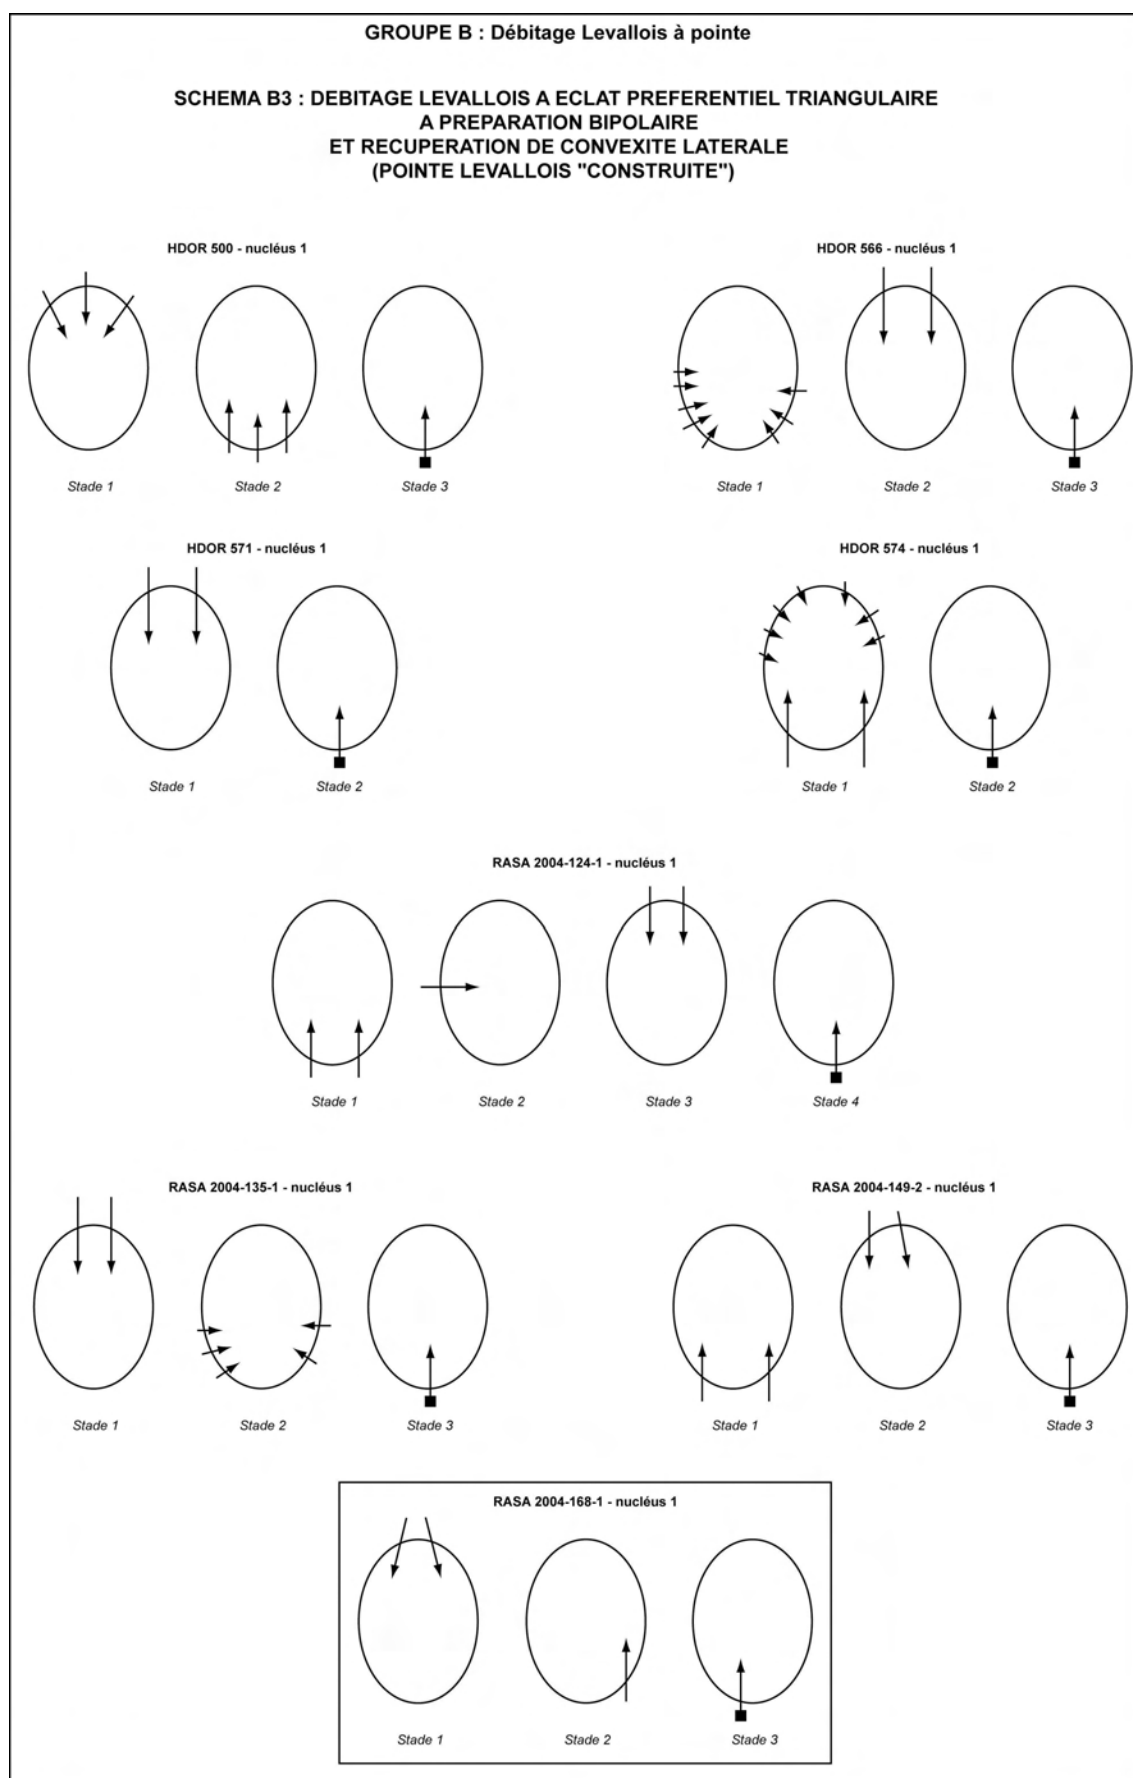 GROUPE B : Débitage Levallois à pointe
SCHEMA B3 : DEBITAGE LEVALLOIS A ECLAT PREFERENTIEL TRIANGULAIRE
A PREPARATION BIPOLAIRE
ET RECUPERATION DE CONVEXITE LATERALE
(POINTE LEVALLOIS "CONSTRUITE")
HDOR 500 - nucléus 1
Stade 1
Stade 2
Stade 3
HDOR 566 - nucléus 1
Stade 1
Stade 2
Stade 3
HDOR 571 - nucléus 1
Stade 1
Stade 2
HDOR 574 - nucléus 1
Stade 1
Stade 2
RASA 2004-124-1 - nucléus 1
Stade 1
Stade 2
Stade 3
Stade 4
RASA 2004-135-1 - nucléus 1
Stade 1
Stade 2
Stade 3
RASA 2004-149-2 - nucléus 1
Stade 1
Stade 2
Stade 3
RASA 2004-168-1 - nucléus 1
Stade 1
Stade 2
Stade 3